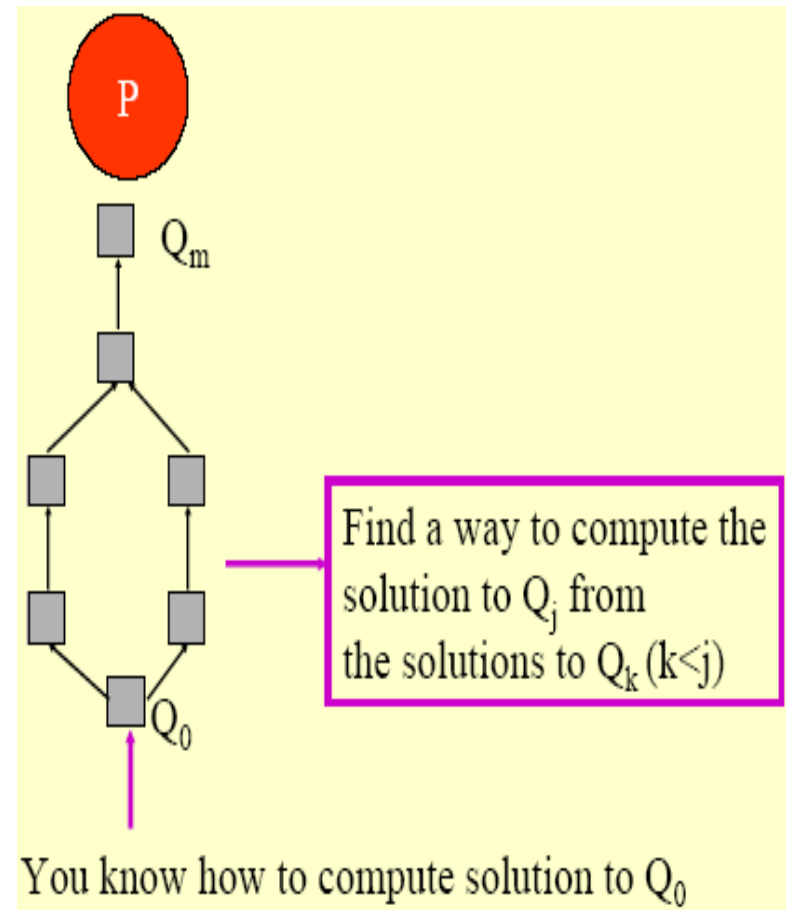 P
Qm
Find a way to compute the
solution to Qj from
the solutions to Qk (k<j)
Q0
You know how to compute solution to Q0